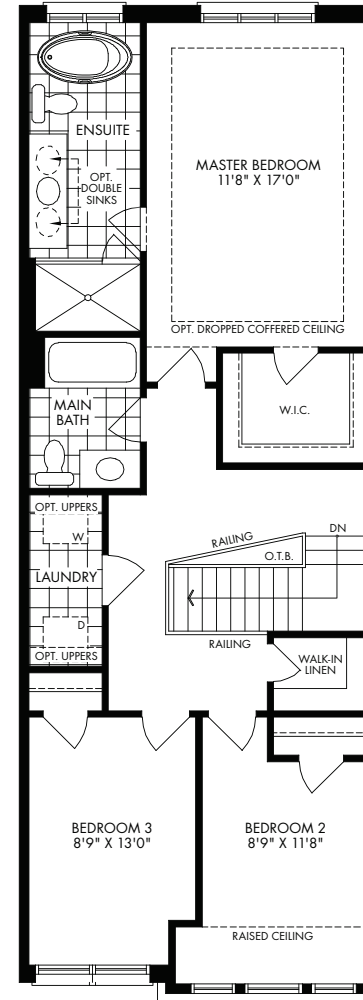 ENSUITE
OPT.
DOUBLE
SINKS
MASTER BEDROOM
11'8" X 17'0"
OPT. DROPPED COFFERED CEILING
MAIN
BATH
W.I.C.
OPT. UPPERS
W
LAUNDRY
D
OPT. UPPERS
RAILING
O.T.B.
DN
RAILING
WALK-IN
LINEN
BEDROOM 3
8'9" X 13'0"
BEDROOM 2
8'9" X 11'8"
RAISED CEILING